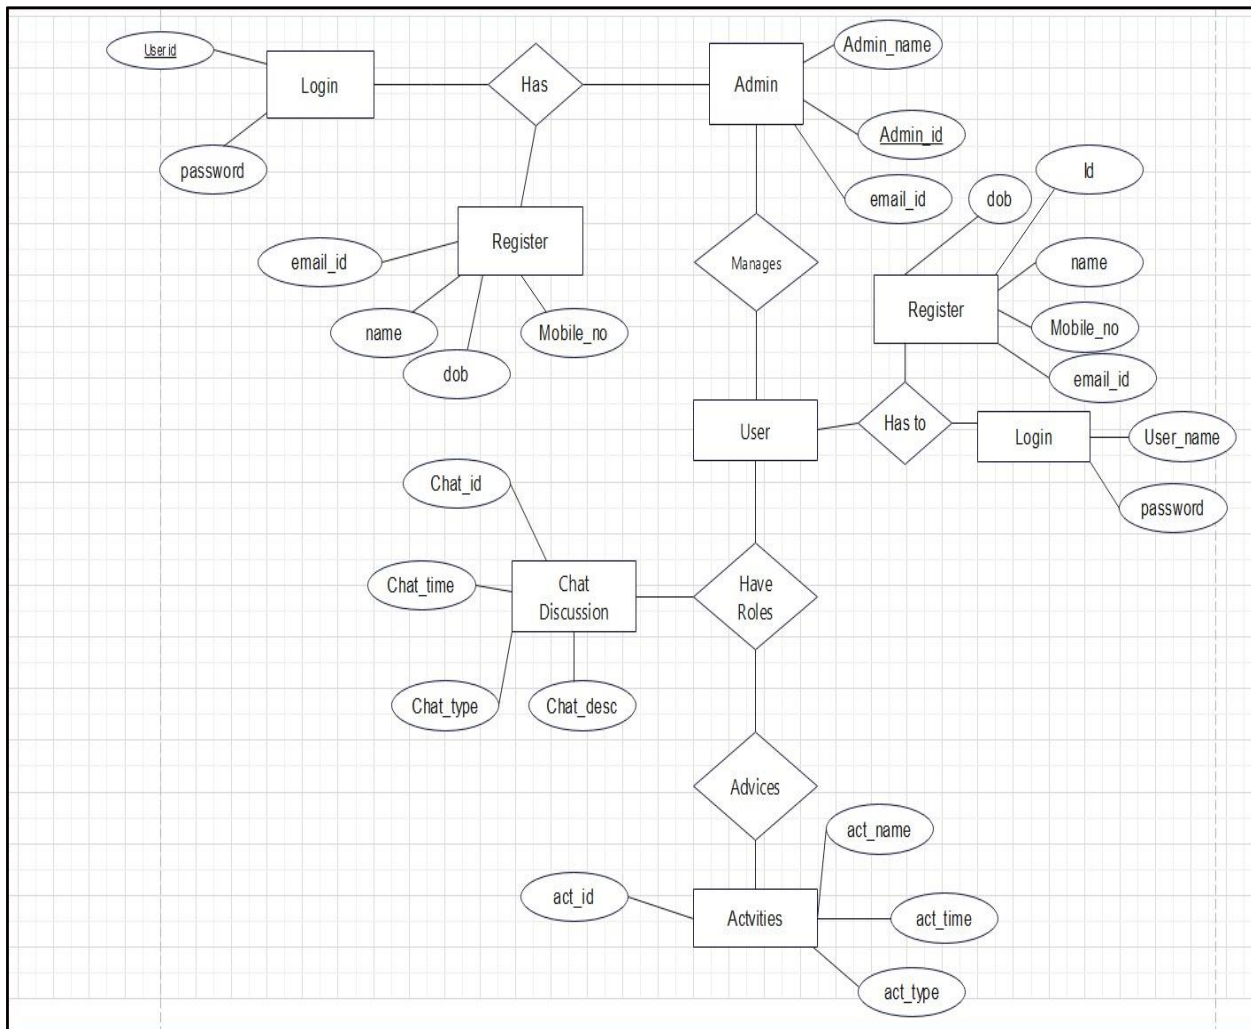 User id
Login
Has
Admin
Admin_name
password
Admin_id
email_id
dob
Id
Register
email_id
name
dob
Mobile_no
Manages
Register
name
Mobile_no
email_id
User
Has to
Login
User_name
password
Chat_id
Chat_time
Chat
Discussion
Have
Roles
Chat_type
Chat_desc
Advices
act_name
act_id
Actvities
act_time
act_type